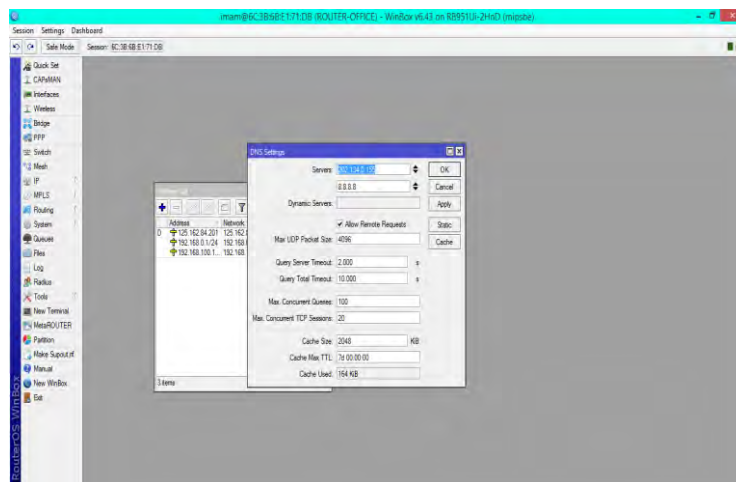 imam@6C:3B:6B:E1:71:DB (ROUTER-OFFICE) - WinBox v6.43 on RB951Ui-2HnD (mipsbe)
Session Settings Dashboard
Safe Mode Session: 6C:3B:6B:E1:71:DB
Quick Set
CAPsMAN
Interfaces
Wireless
Bridge
PPP
Switch
Mesh
IP
MPLS
Routing
System
Queues
Files
Log
Radius
Tools
New Terminal
MetaROUTER
Partition
Make Supout.rif
Manual
New WinBox
Exit
RouterOS WinBox
Address Network
D 125.162.84.201 125.162.
192.168.0.1/24 192.168.
192.168.100.1... 192.168.
3 items
DNS Settings
Servers:
8.8.8.8
Dynamic Servers:
Allow Remote Requests
Max UDP Packet Size: 4096
Query Server Timeout: 2.000 s
Query Total Timeout: 10.000 s
Max. Concurrent Queries: 100
Max. Concurrent TCP Sessions: 20
Cache Size: 2048 KiB
Cache Max TTL: 7d 00:00:00
Cache Used: 164 KiB
OK
Cancel
Apply
Static
Cache